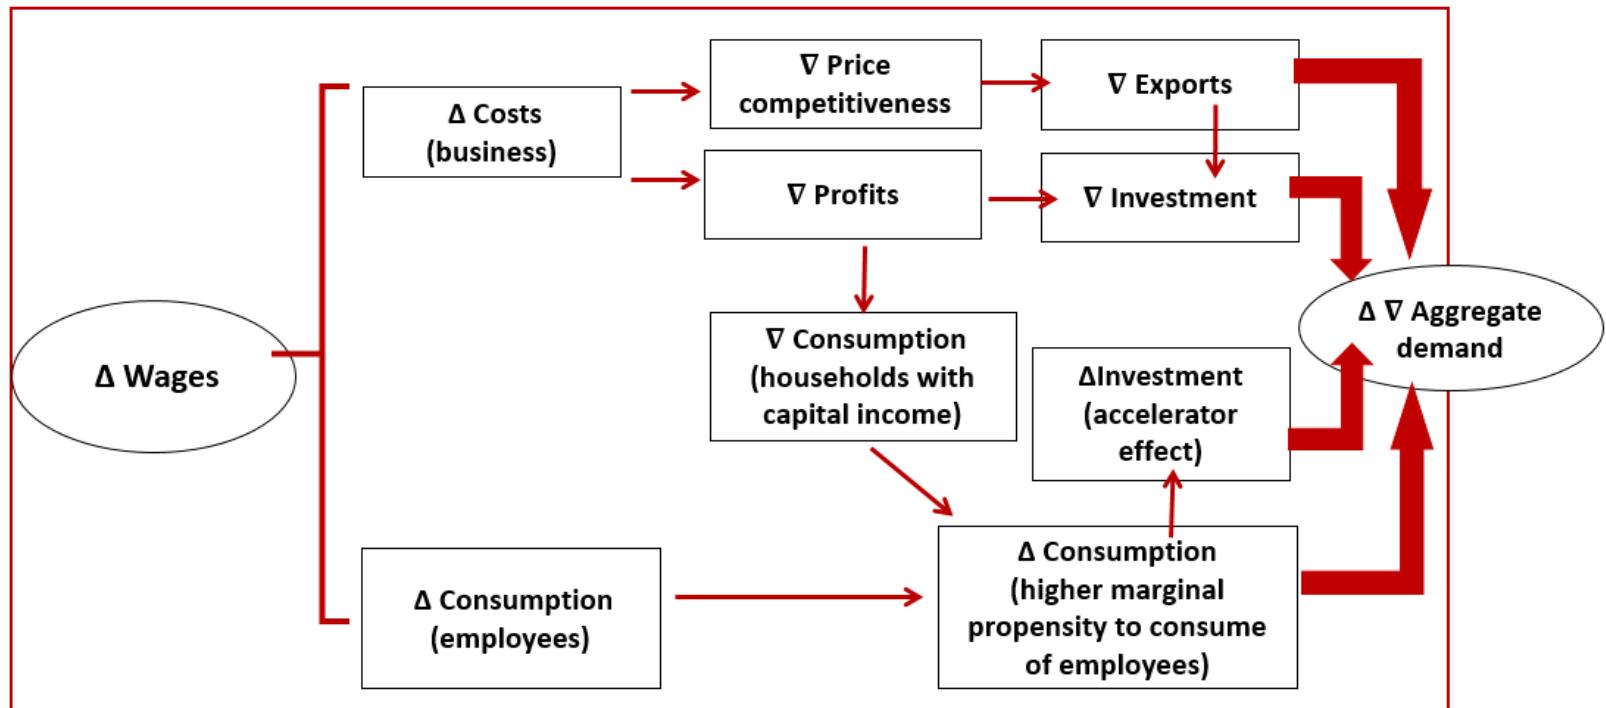 ∇ Price
competitiveness
∇ Exports
Δ Costs
(business)
∇ Profits
∇ Investment
Δ Wages
∇ Consumption
(households with
capital income)
ΔInvestment
(accelerator
effect)
Δ ∇ Aggregate
demand
Δ Consumption
(employees)
Δ Consumption
(higher marginal
propensity to consume
of employees)